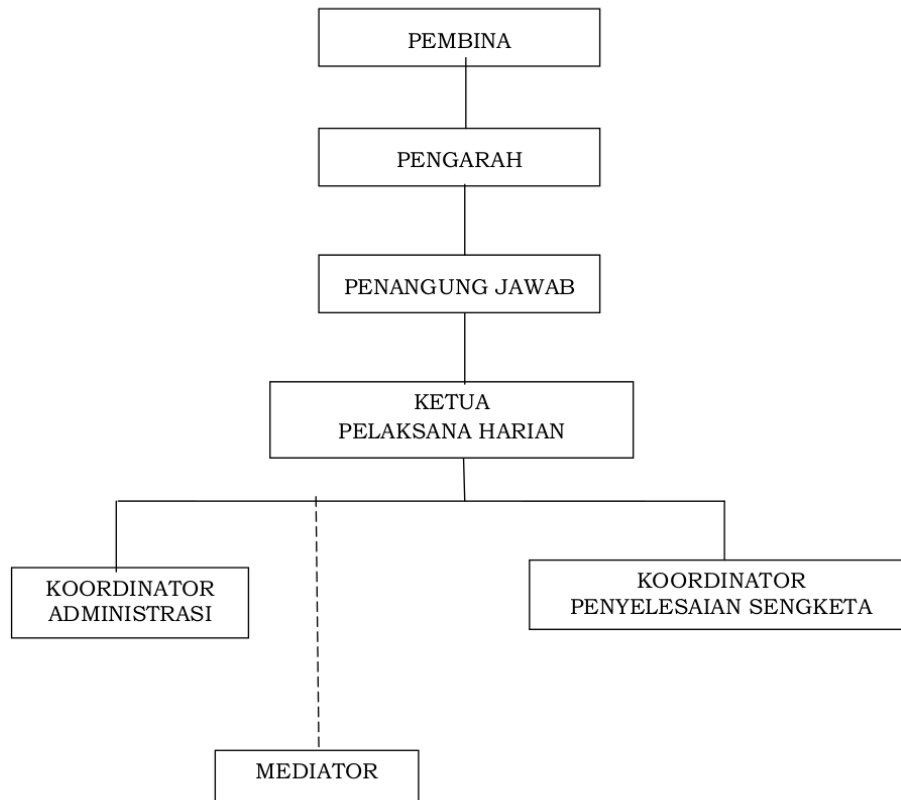 PEMBINA
PENGARAH
PENANGUNG JAWAB
KETUA
PELAKSANA HARIAN
KOORDINATOR
ADMINISTRASI
KOORDINATOR
PENYELESAIAN SENGKETA
MEDIATOR